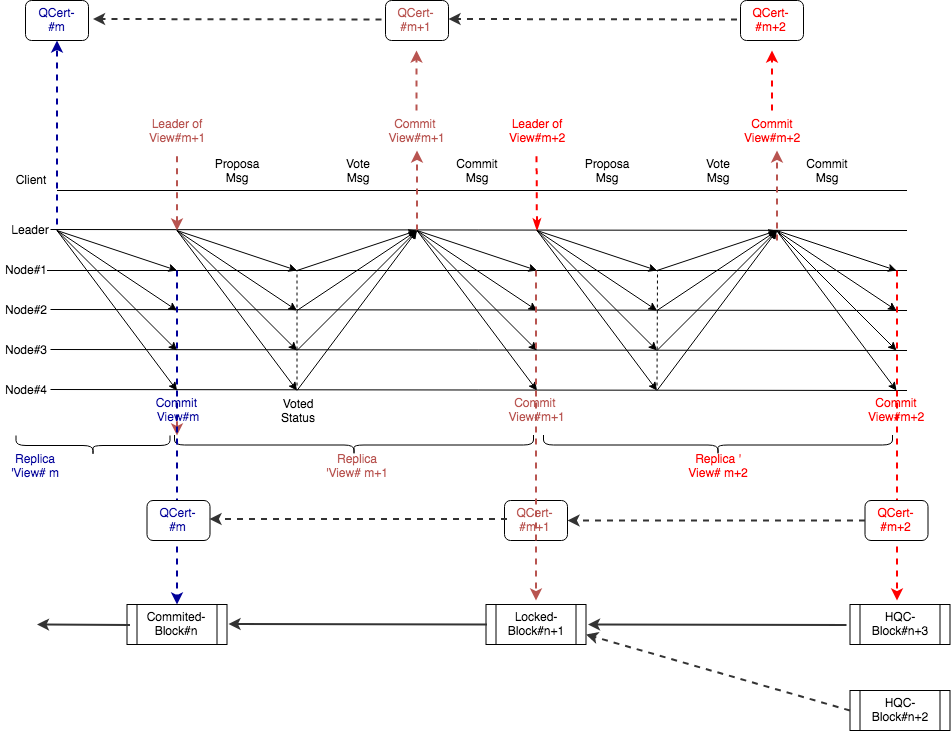 QCert-
#m
QCert-
#m+1
QCert-
#m+2
Leader of
View#m+1
Commit
View#m+1
Leader of
View#m+2
Commit
View#m+2
Proposa
Msg
Vote
Msg
Commit
Msg
Proposa
Msg
Vote
Msg
Commit
Msg
Client
Leader
Node#1
Node#2
Node#3
Node#4
Commit
View#m
Voted
Status
Commit
View#m+1
Commit
View#m+2
Replica
'View# m
Replica
'View# m+1
Replica '
View# m+2
QCert-
#m
QCert-
#m+1
QCert-
#m+2
Commited-
Block#n
Locked-
Block#n+1
HQC-
Block#n+3
HQC-
Block#n+2